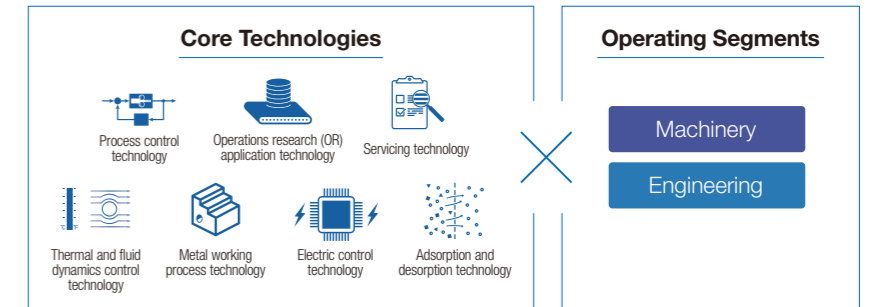 Core Technologies
Process control
technology
Operations research (OR)
application technology
Servicing technology
°C °F
Thermal and fluid
dynamics control
technology
Metal working
process technology
Electric control
technology
Adsorption and
desorption technology
Operating Segments
Machinery
Engineering